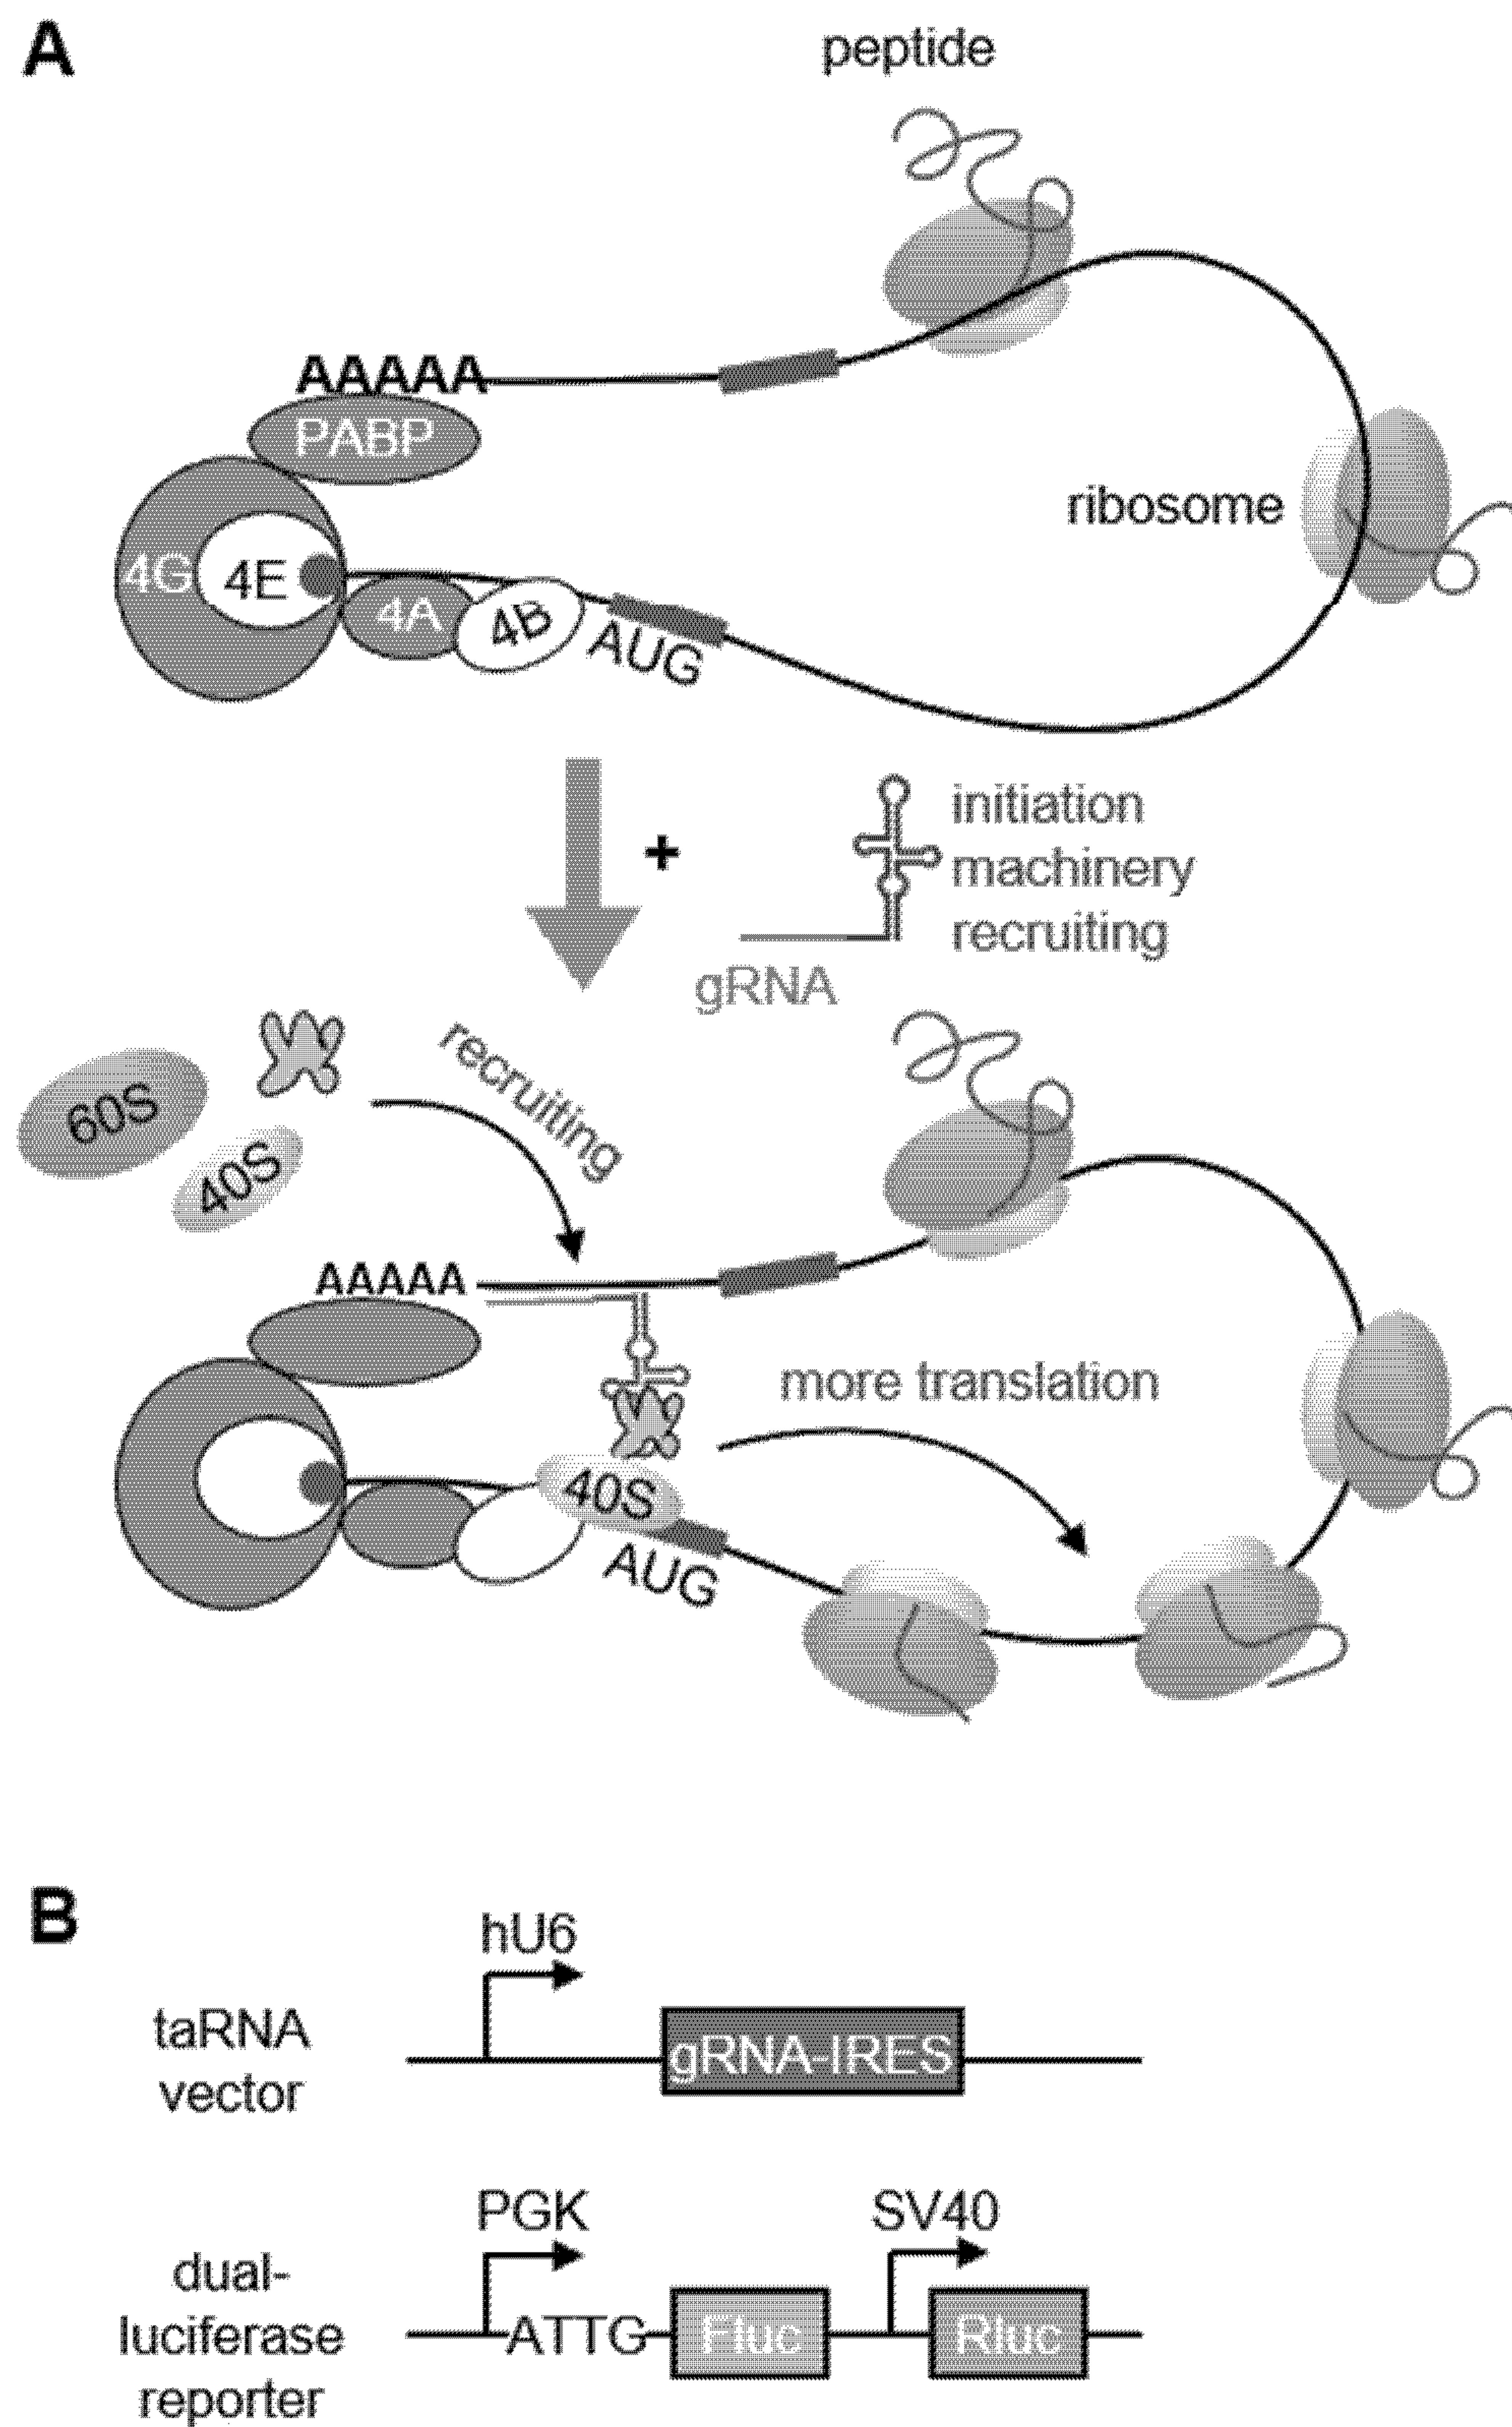 A
peptide
AAAAA
PABP
ribosome
4G
4E
4A
4B
AUG
+
initiation
machinery
recruiting
gRNA
60S
40S
recruiting
AAAAA
more translation
40S
AUG
B
hU6
taRNA
vector
gRNA-IRES
PGK
SV40
dual-
luciferase
reporter
ATTG
Fluc
Rluc